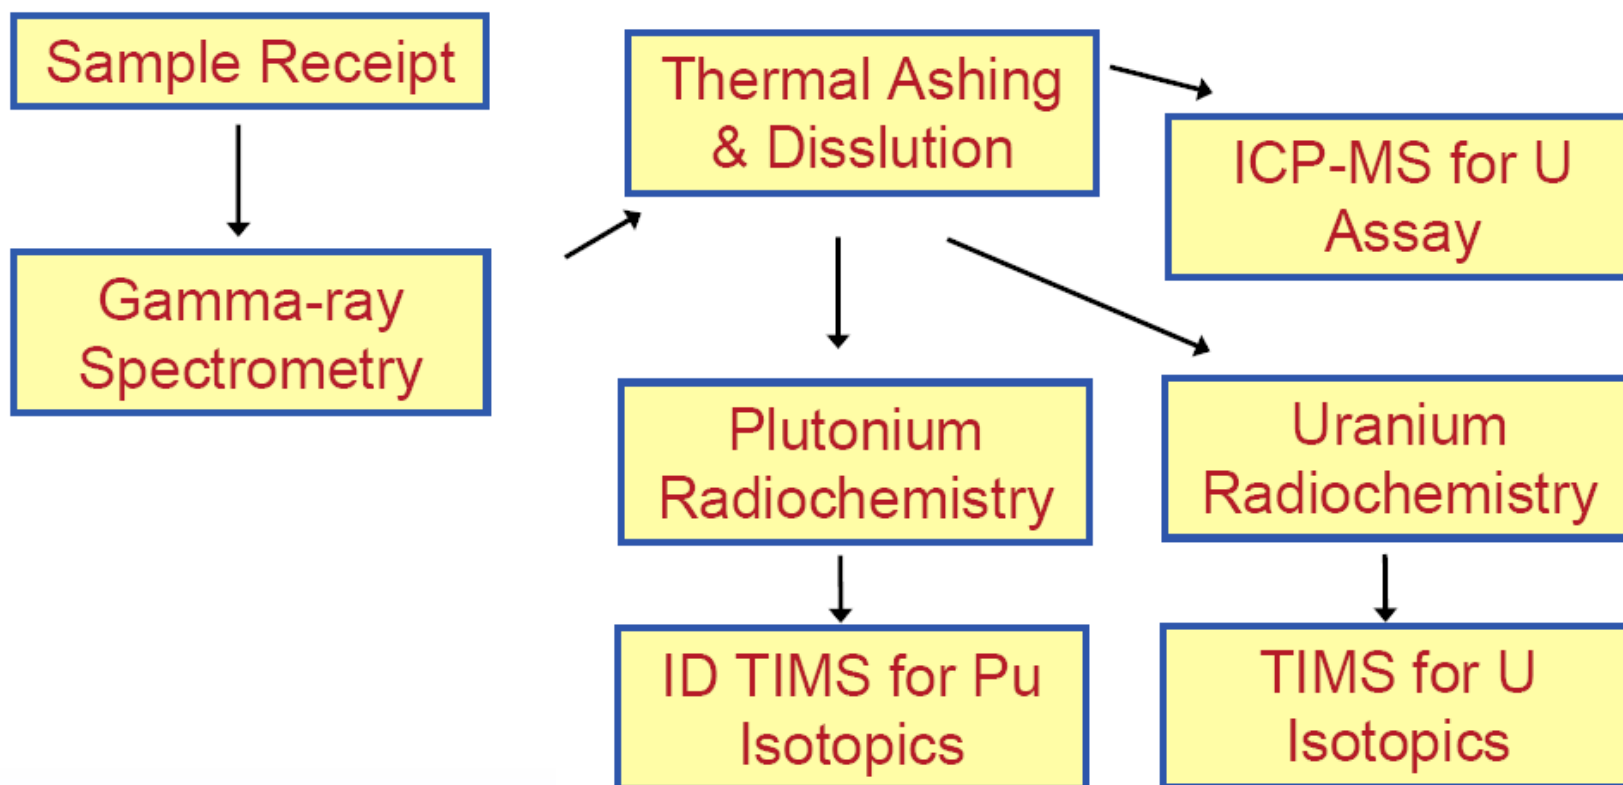 Sample Receipt
Gamma-ray
Spectrometry
Thermal Ashing
& Disslution
ICP-MS for U
Assay
Plutonium
Radiochemistry
Uranium
Radiochemistry
ID TIMS for Pu
Isotopics
TIMS for U
Isotopics